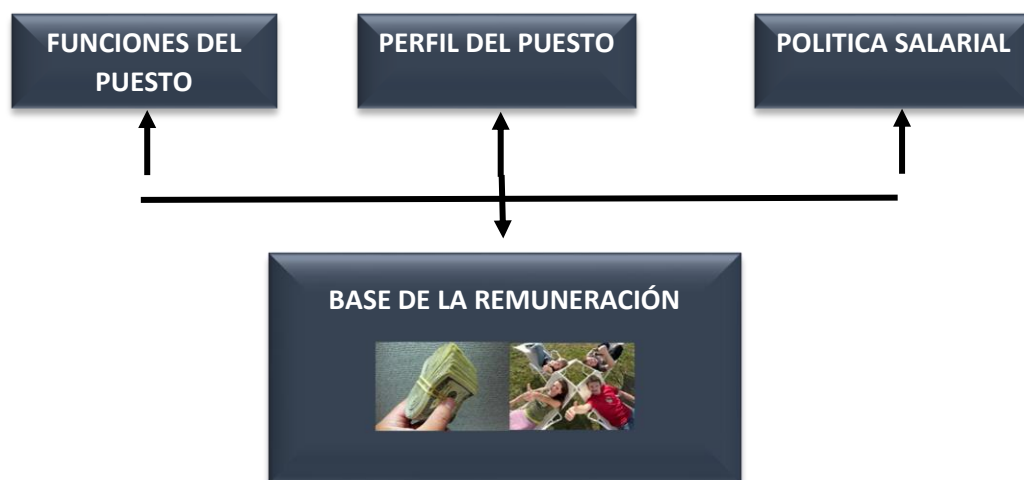 FUNCIONES DEL
PUESTO
PERFIL DEL PUESTO
POLITICA SALARIAL
BASE DE LA REMUNERACIÓN